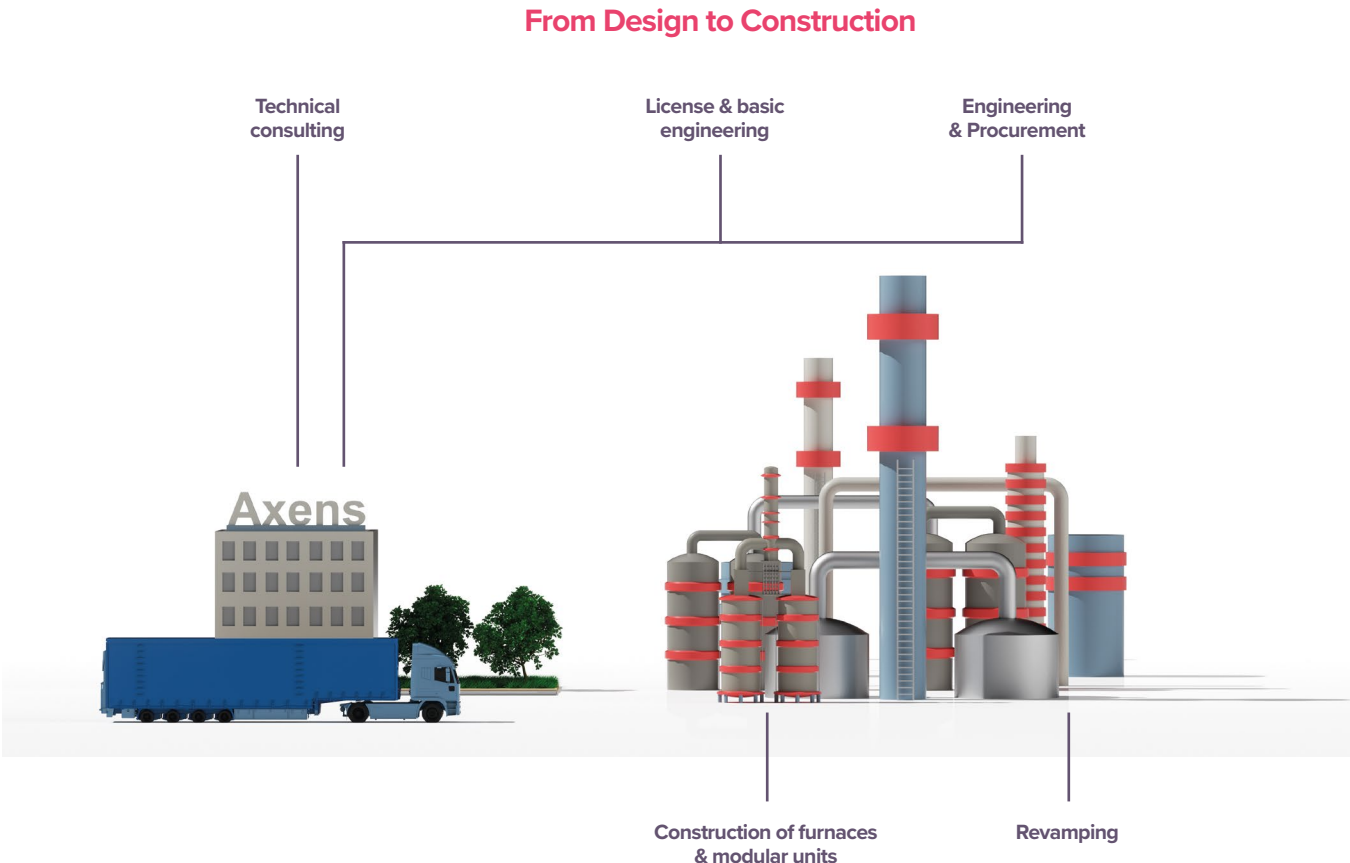 From Design to Construction
Technical
consulting
License & basic
engineering
Engineering
& Procurement
Axens
Construction of furnaces
& modular units
Revamping